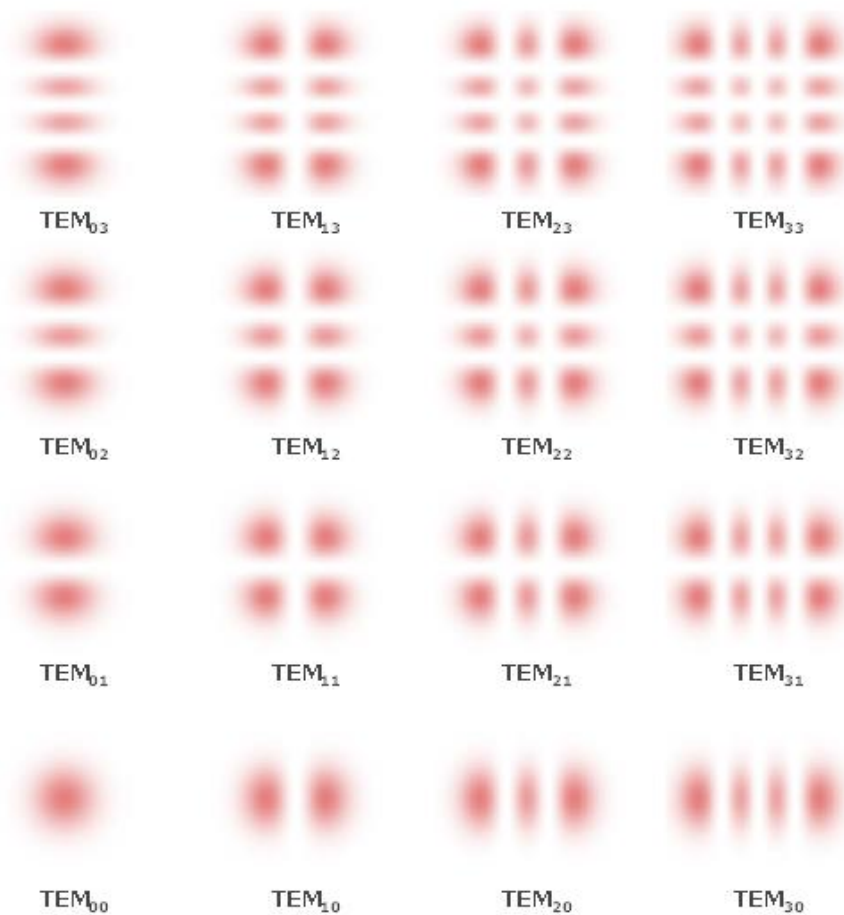 TEM₀₃ TEM₁₃ TEM₂₃ TEM₃₃
TEM₀₂ TEM₁₂ TEM₂₂ TEM₃₂
TEM₀₁ TEM₁₁ TEM₂₁ TEM₃₁
TEM₀₀ TEM₁₀ TEM₂₀ TEM₃₀